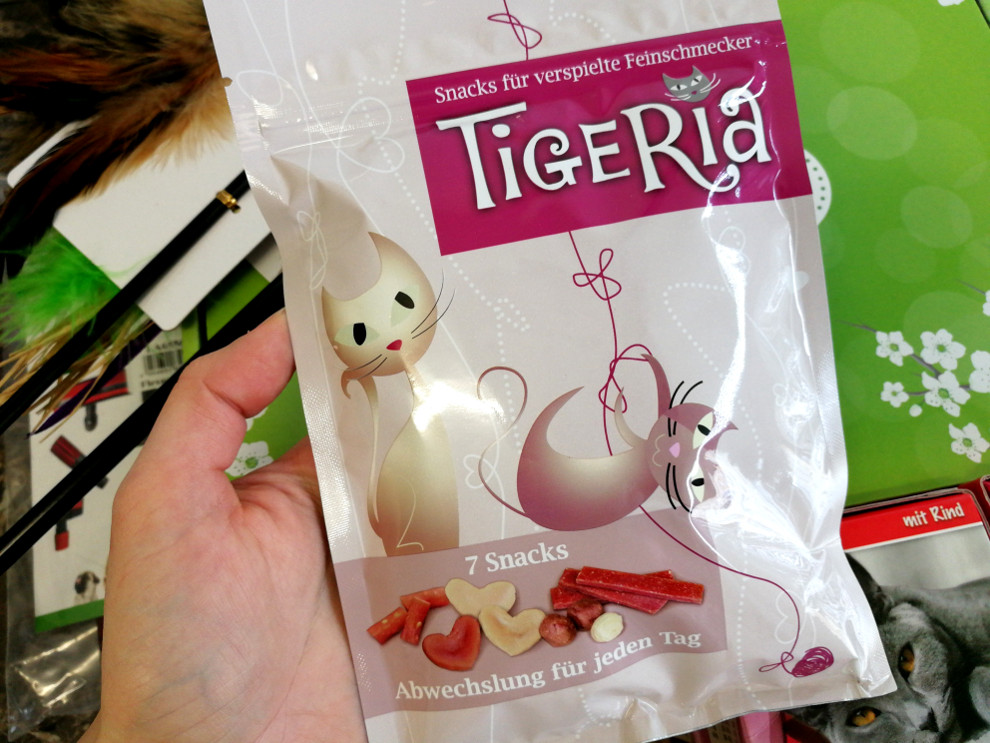 Snacks für verspielte Feinschmecker
TiGERia
7 Snacks
Abwechslung für jeden Tag
mit Rind